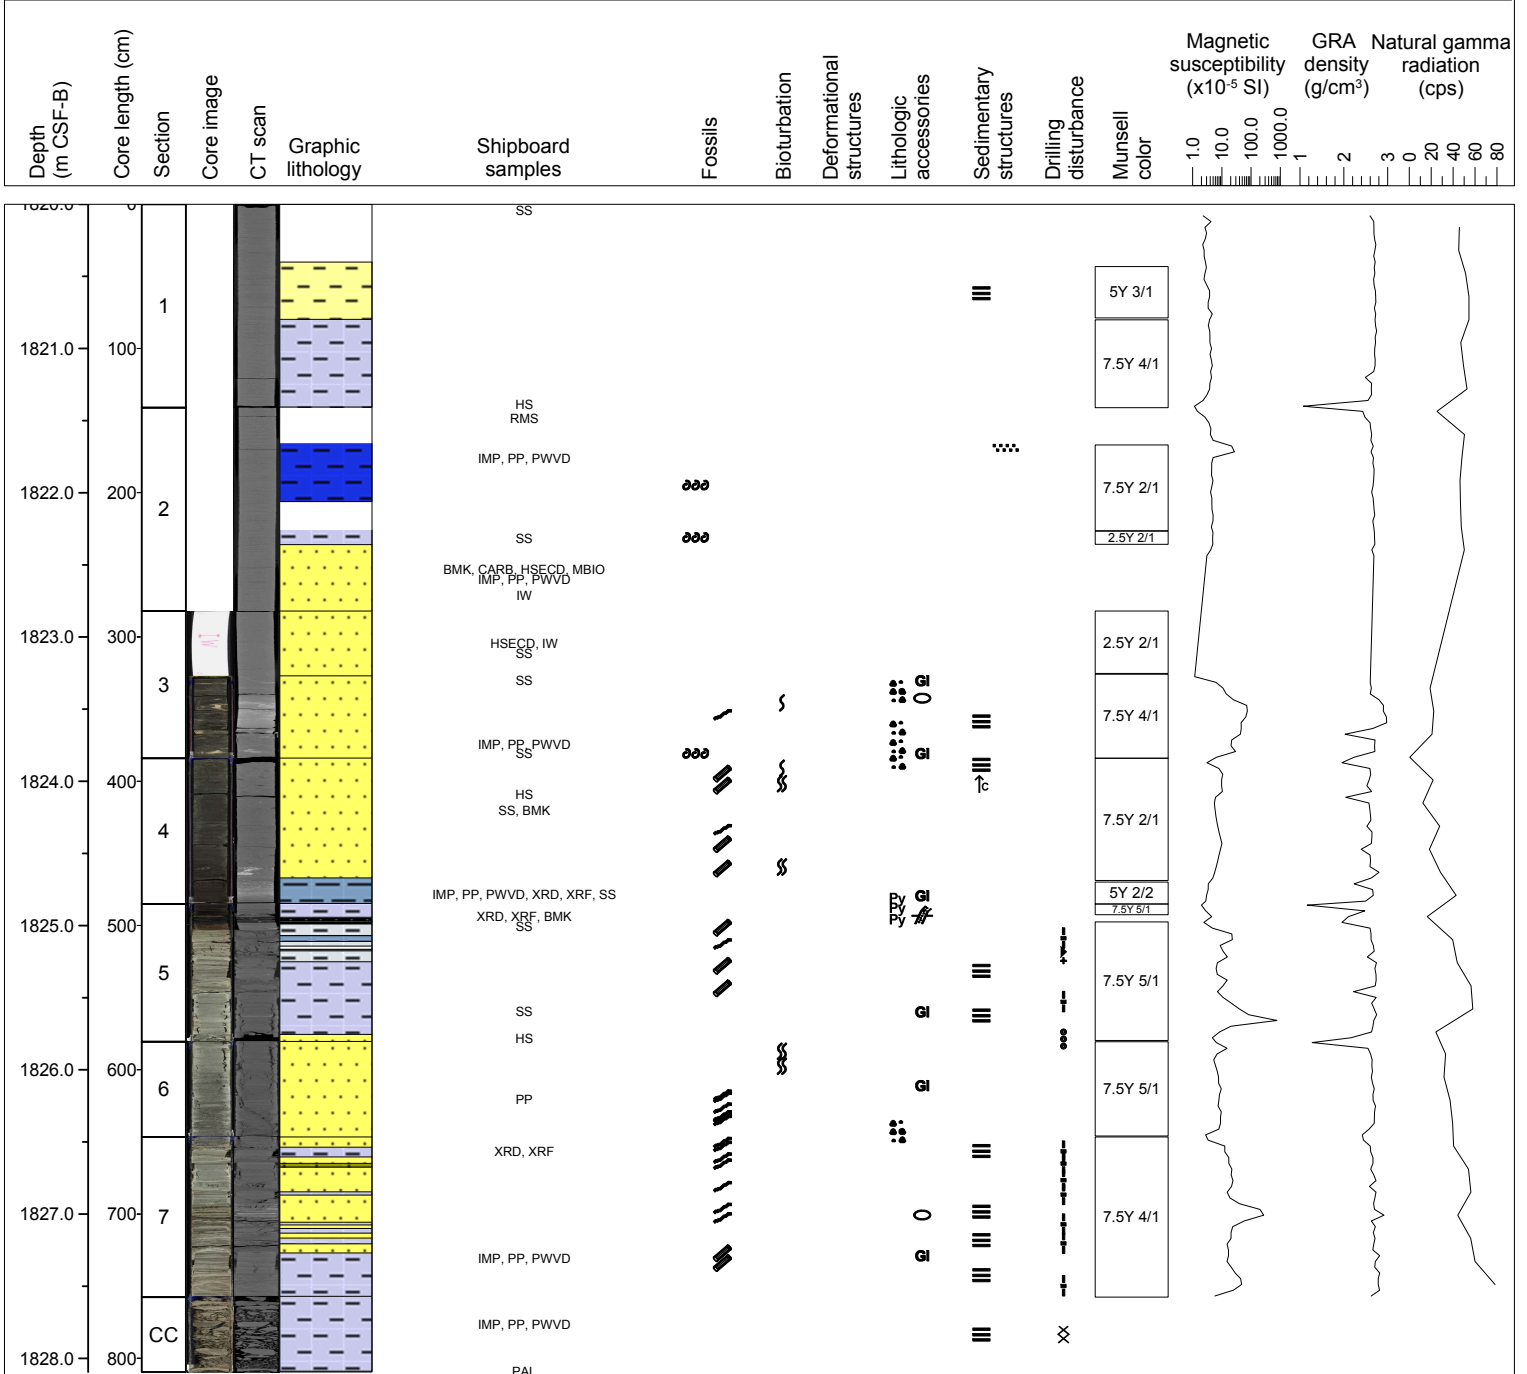 Depth
(m CSF-B)
Core length (cm)
Section
Core image
CT scan
Graphic
lithology
Shipboard
samples
Fossils
Bioturbation
Deformational
structures
Lithologic
accessories
Sedimentary
structures
Drilling
disturbance
Munsell
color
Magnetic
susceptibility
(x10-5 SI)
1.0
10.0
100.0
1000.0
GRA
density
(g/cm3)
1
2
3
Natural gamma
radiation
(cps)
0
20
40
60
80
1820.0
1821.0
1822.0
1823.0
1824.0
1825.0
1826.0
1827.0
1828.0
0
100
200
300
400
500
600
700
800
1
2
3
4
5
6
7
CC
SS
HS
RMS
IMP, PP, PWVD
SS
BMK, CARB, HSECD, MBIO
IMP, PP, PWVD
IW
HSECD, IW
SS
SS
IMP, PP, PWVD
SS
HS
SS, BMK
IMP, PP, PWVD, XRD, XRF, SS
XRD, XRF, BMK
SS
SS
HS
PP
XRD, XRF
IMP, PP, PWVD
IMP, PP, PWVD
PAL
Gl
Gl
Py Gl
Py
Py
Gl
Gl
Gl
c
5Y 3/1
7.5Y 4/1
7.5Y 2/1
2.5Y 2/1
2.5Y 2/1
7.5Y 4/1
7.5Y 2/1
5Y 2/2
7.5Y 5/1
7.5Y 5/1
7.5Y 5/1
7.5Y 4/1